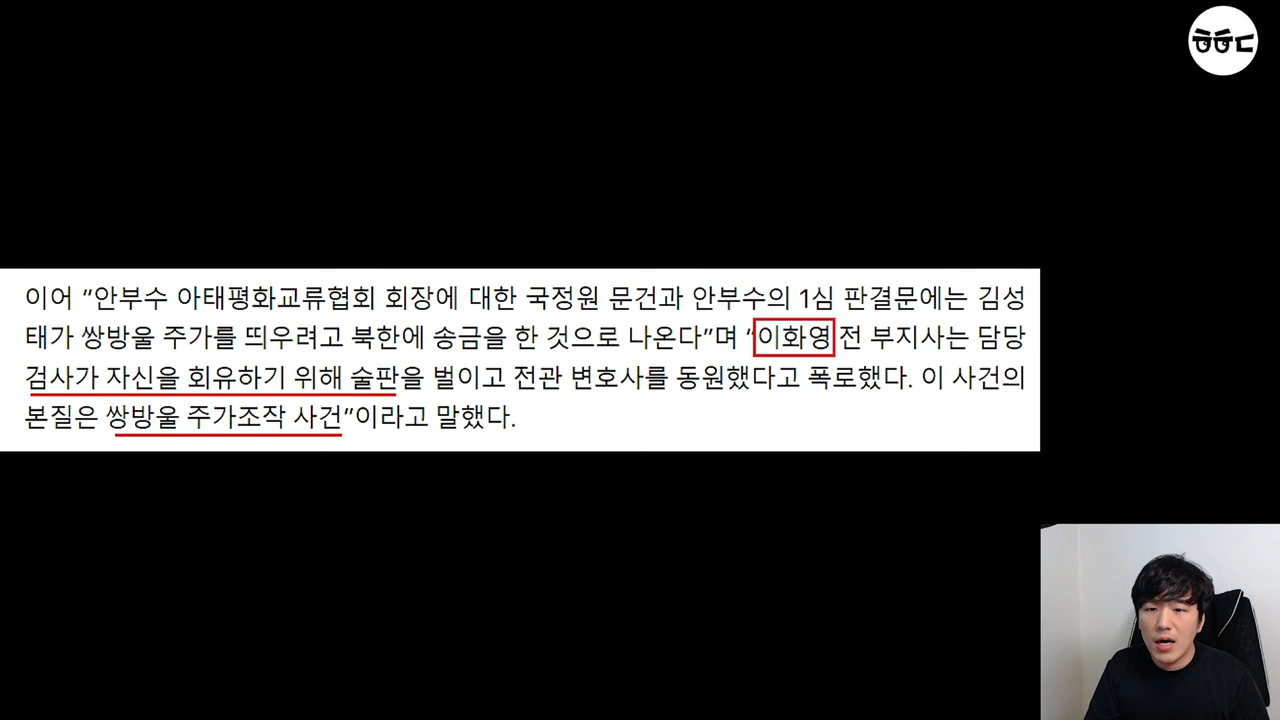 ㅎㅎㄷ
이어 "안부수 아태평화교류협회 회장에 대한 국정원 문건과 안부수의 1심 판결문에는 김성
태가 쌍방울 주가를 띄우려고 북한에 송금을 한 것으로 나온다"며 "이화영 전 부지사는 담당
검사가 자신을 회유하기 위해 술판을 벌이고 전관 변호사를 동원했다고 폭로했다. 이 사건의
본질은 쌍방울 주가조작 사건"이라고 말했다.